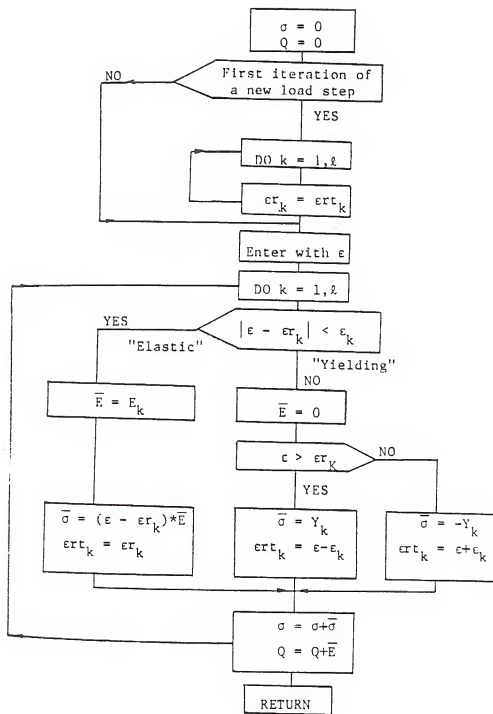 σ = 0
Q = 0
First iteration of
a new load step
NO
YES
DO k = 1,ℓ
εr_k = εrt_k
Enter with ε
DO k = 1,ℓ
|ε - εr_k| < ε_k
YES
"Elastic"
"Yielding"
NO
E̅ = E_k
E̅ = 0
ε > εr_K
NO
YES
σ̅ = (ε - εr_k)*E̅
εrt_k = εr_k
σ̅ = Y_k
εrt_k = ε-ε_k
σ̅ = -Y_k
εrt_k = ε+ε_k
σ = σ+σ̅
Q = Q+E̅
RETURN